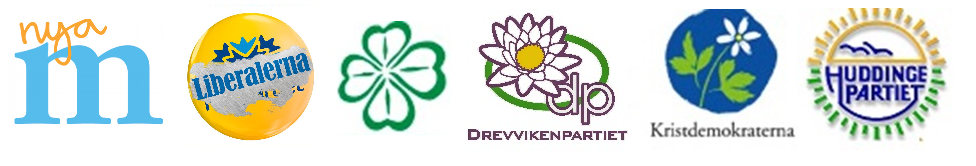 nya
m
Liberalerna
dp
DREVVIKENPARTIET
Kristdemokraterna
HUDDINGE
PARTIET